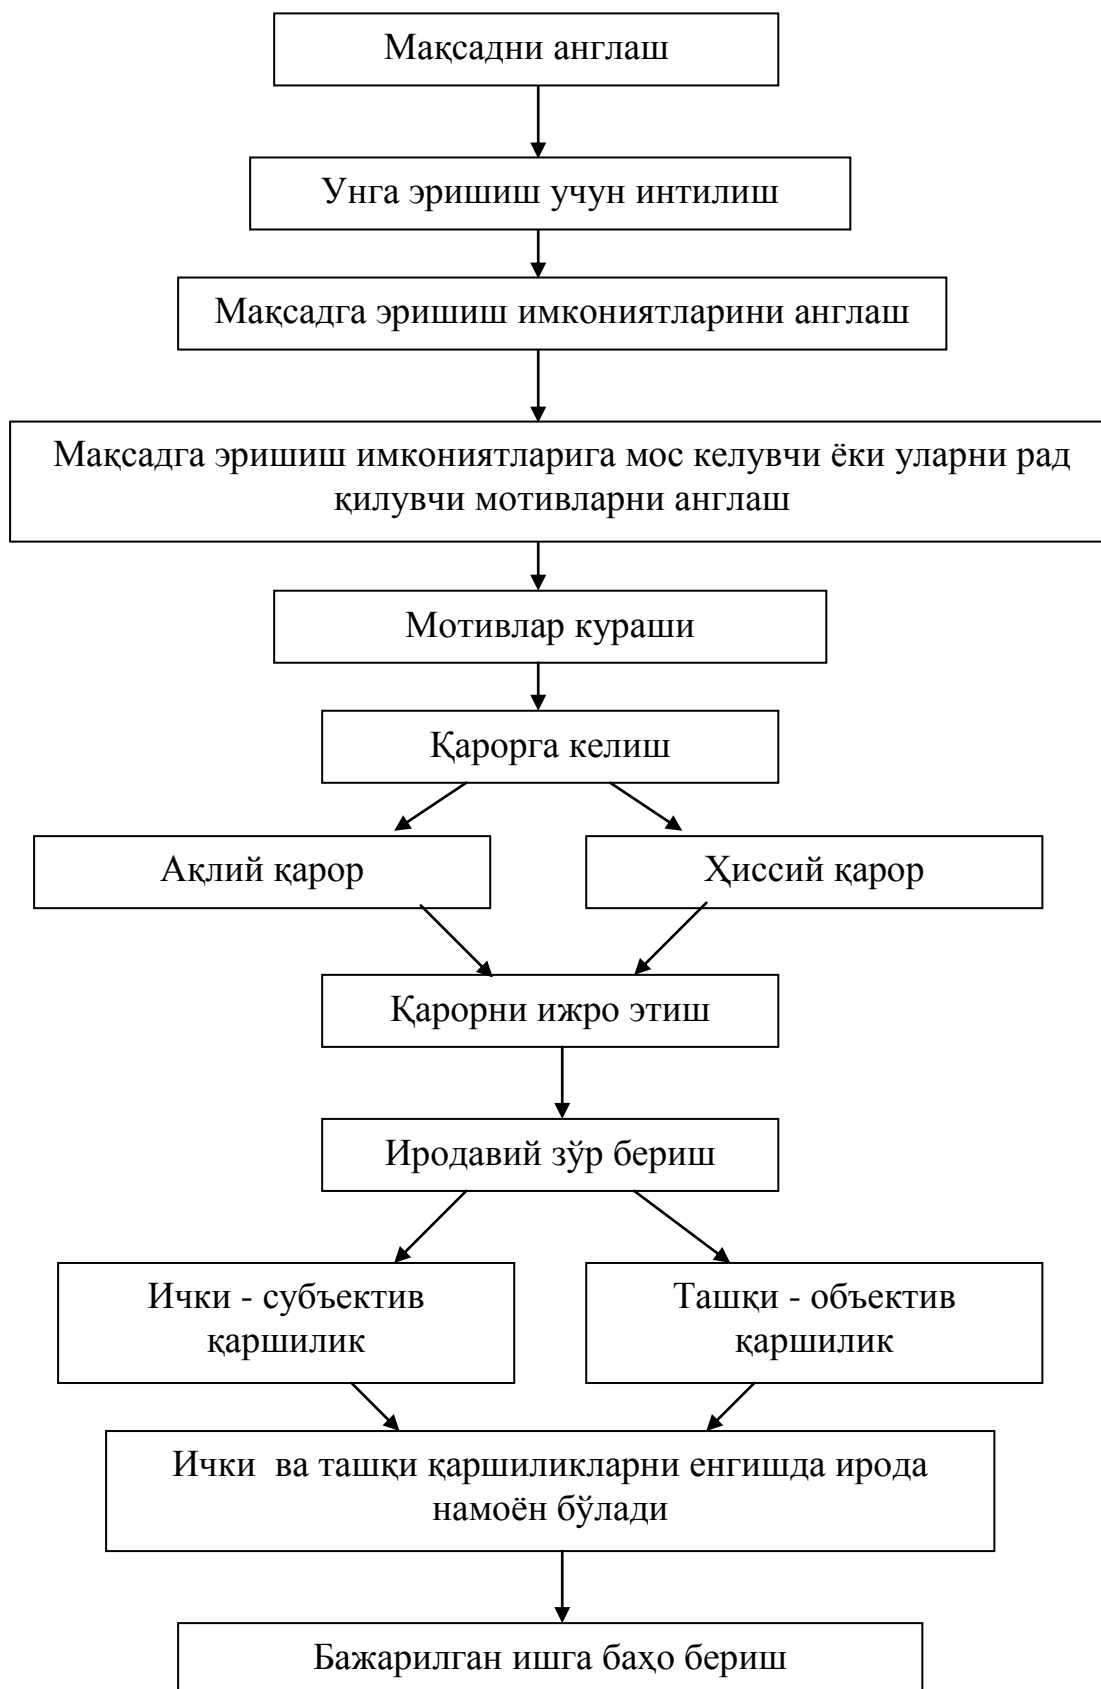 Мақсадни англаш
Унга эришиш учун интилиш
Мақсадга эришиш имкониятларини англаш
Мақсадга эришиш имкониятларига мос келувчи ёки уларни рад
қилувчи мотивларни англаш
Мотивлар кураши
Қарорга келиш
Ақлий қарор
Ҳиссий қарор
Қарорни ижро этиш
Иродавий зўр бериш
Ички - субъектив
қаршилик
Ташқи - объектив
қаршилик
Ички ва ташқи қаршиликларни енгишда ирода
намоён бўлади
Бажарилган ишга баҳо бериш